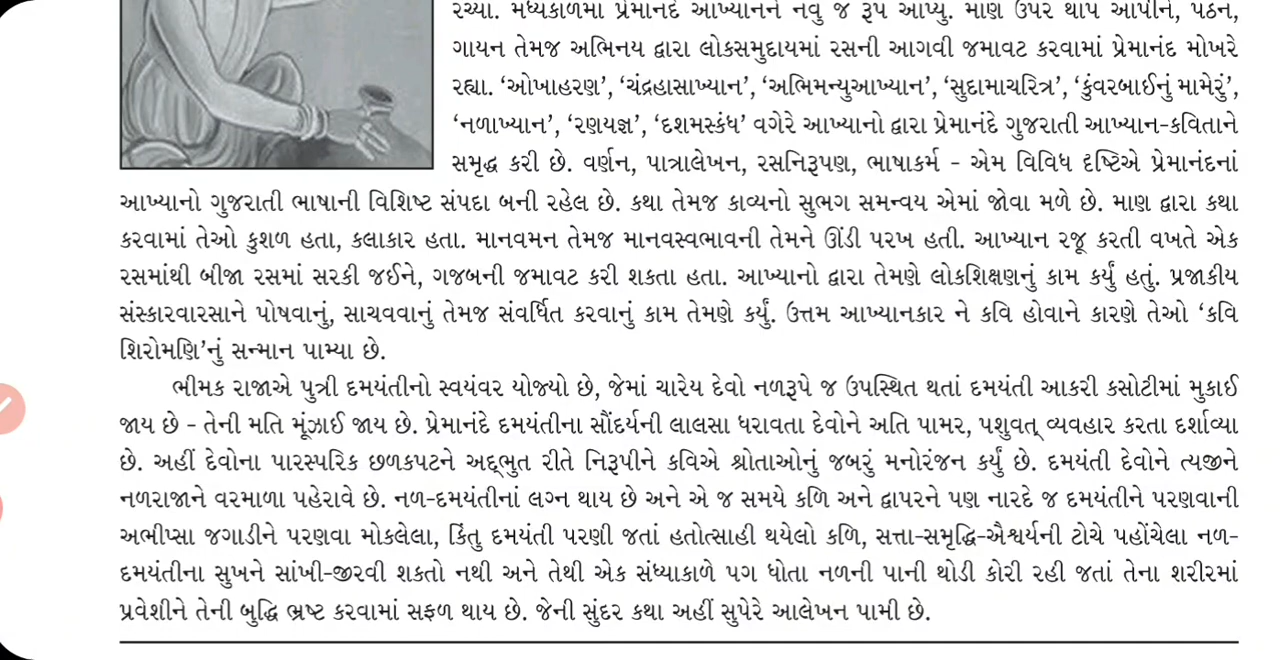 રચ્યા. મધ્યકાળમાં પ્રેમાનંદે આખ્યાનને નવું જ રૂપ આપ્યું. માણ ઉપર થાપ આપીને, પઠન,
ગાયન તેમજ અભિનય દ્વારા લોકસમુદાયમાં રસની આગવી જમાવટ કરવામાં પ્રેમાનંદ મોખરે
રહ્યા. ‘ઓખાહરણ’, ‘ચંદ્રહાસાખ્યાન’, ‘અભિમન્યુઆખ્યાન’, ‘સુદામાચરિત્ર’, ‘કુંવરબાઈનું મામેરું’,
‘નળાખ્યાન’, ‘રણયજ્ઞ’, ‘દશમસ્કંધ’ વગેરે આખ્યાનો દ્વારા પ્રેમાનંદે ગુજરાતી આખ્યાન-કવિતાને
સમૃદ્ધ કરી છે. વર્ણન, પાત્રાલેખન, રસનિરૂપણ, ભાષાકર્મ - એમ વિવિધ દૃષ્ટિએ પ્રેમાનંદનાં
આખ્યાનો ગુજરાતી ભાષાની વિશિષ્ટ સંપદા બની રહેલ છે. કથા તેમજ કાવ્યનો સુભગ સમન્વય એમાં જોવા મળે છે. માણ દ્વારા કથા
કરવામાં તેઓ કુશળ હતા, કલાકાર હતા. માનવમન તેમજ માનવસ્વભાવની તેમને ઊંડી પરખ હતી. આખ્યાન રજૂ કરતી વખતે એક
રસમાંથી બીજા રસમાં સરકી જઈને, ગજબની જમાવટ કરી શકતા હતા. આખ્યાનો દ્વારા તેમણે લોકશિક્ષણનું કામ કર્યું હતું. પ્રજાકીય
સંસ્કારવારસાને પોષવાનું, સાચવવાનું તેમજ સંવર્ધિત કરવાનું કામ તેમણે કર્યું. ઉત્તમ આખ્યાનકાર ને કવિ હોવાને કારણે તેઓ ‘કવિ
શિરોમણિ’નું સન્માન પામ્યા છે.
ભીમક રાજાએ પુત્રી દમયંતીનો સ્વયંવર યોજ્યો છે, જેમાં ચારેય દેવો નળરૂપે જ ઉપસ્થિત થતાં દમયંતી આકરી કસોટીમાં મુકાઈ
જાય છે - તેની મતિ મૂંઝાઈ જાય છે. પ્રેમાનંદે દમયંતીના સૌંદર્યની લાલસા ધરાવતા દેવોને અતિ પામર, પશુવત્ વ્યવહાર કરતા દર્શાવ્યા
છે. અહીં દેવોના પારસ્પરિક છળકપટને અદ્ભુત રીતે નિરૂપીને કવિએ શ્રોતાઓનું જબરું મનોરંજન કર્યું છે. દમયંતી દેવોને ત્યજીને
નળરાજાને વરમાળા પહેરાવે છે. નળ-દમયંતીનાં લગ્ન થાય છે અને એ જ સમયે કળિ અને દ્વાપરને પણ નારદે જ દમયંતીને પરણવાની
અભીપ્સા જગાડીને પરણવા મોકલેલા, કિંતુ દમયંતી પરણી જતાં હતોત્સાહી થયેલો કળિ, સત્તા-સમૃદ્ધિ-ઐશ્વર્યની ટોચે પહોંચેલા નળ-
દમયંતીના સુખને સાંખી-જીરવી શકતો નથી અને તેથી એક સંધ્યાકાળે પગ ધોતા નળની પાની થોડી કોરી રહી જતાં તેના શરીરમાં
પ્રવેશીને તેની બુદ્ધિ ભ્રષ્ટ કરવામાં સફળ થાય છે. જેની સુંદર કથા અહીં સુપેરે આલેખન પામી છે.